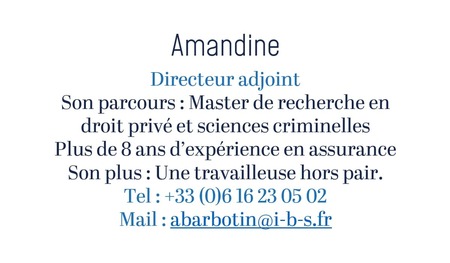 Amandine
Directeur adjoint
Son parcours : Master de recherche en
droit privé et sciences criminelles
Plus de 8 ans d’expérience en assurance
Son plus : Une travailleuse hors pair.
Tel : +33 (0)6 16 23 05 02
Mail : abarbotin@i-b-s.fr